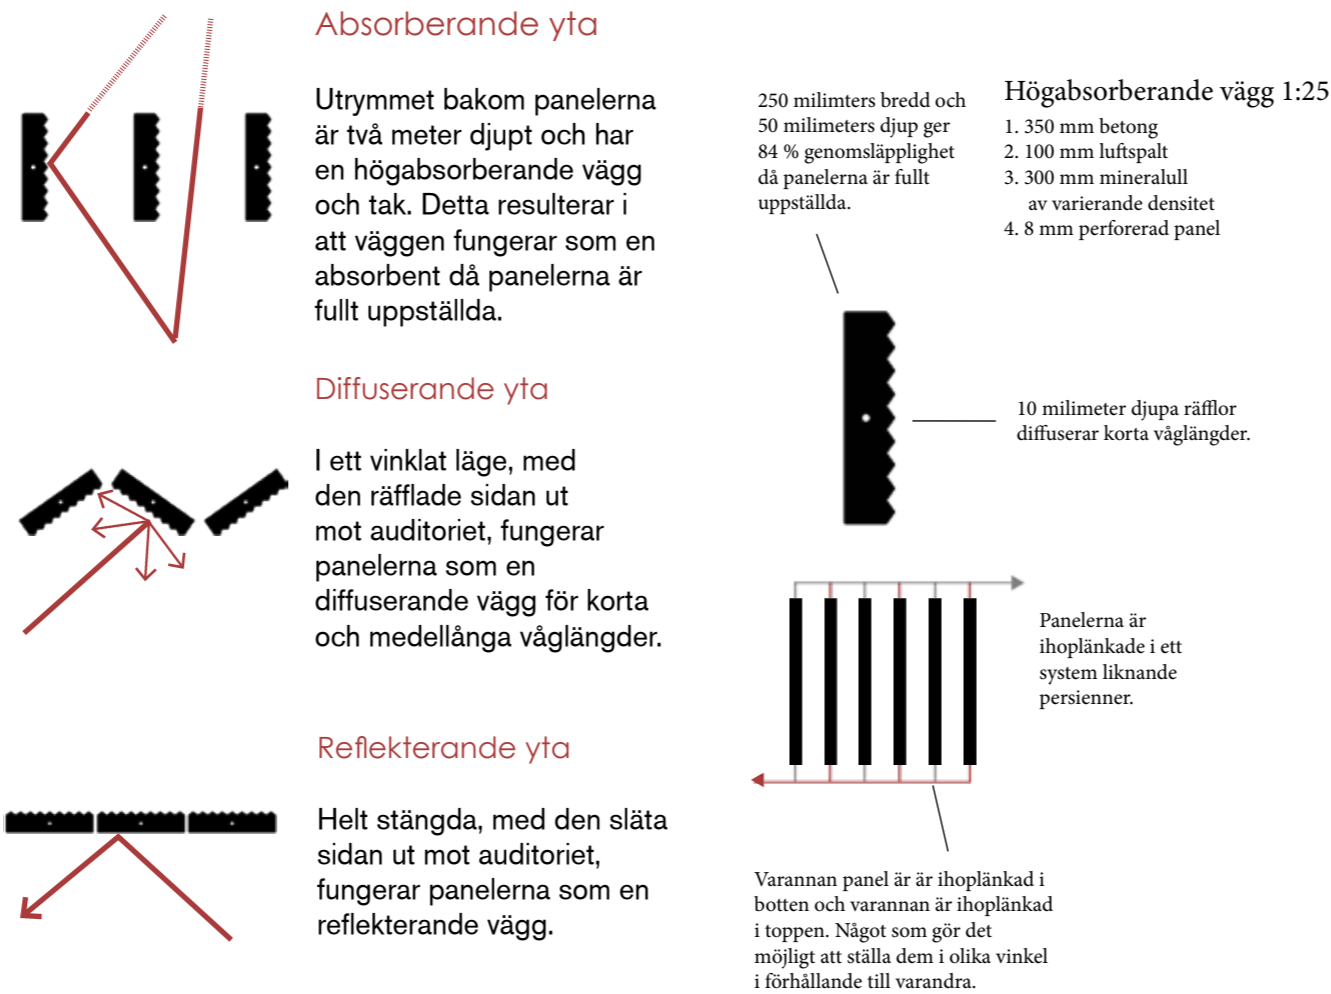 Absorberande yta
Utrymmet bakom panelerna
är två meter djupt och har
en högabsorberande vägg
och tak. Detta resulterar i
att väggen fungerar som en
absorbent då panelerna är
fullt uppställda.
Diffuserande yta
I ett vinklat läge, med
den räfflade sidan ut
mot auditoriet, fungerar
panelerna som en
diffuserande vägg för korta
och medellånga våglängder.
Reflekterande yta
Helt stängda, med den släta
sidan ut mot auditoriet,
fungerar panelerna som en
reflekterande vägg.
250 milimters bredd och
50 milimeters djup ger
84 % genomsläpplighet
då panelerna är fullt
uppställda.
Högabsorberande vägg 1:25
1. 350 mm betong
2. 100 mm luftspalt
3. 300 mm mineralull
av varierande densitet
4. 8 mm perforerad panel
10 milimeter djupa räfflor
diffuserar korta våglängder.
Panelerna är
ihoplänkade i ett
system liknande
persienner.
Varannan panel är är ihoplänkad i
botten och varannan är ihoplänkad
i toppen. Något som gör det
möjligt att ställa dem i olika vinkel
i förhållande till varandra.